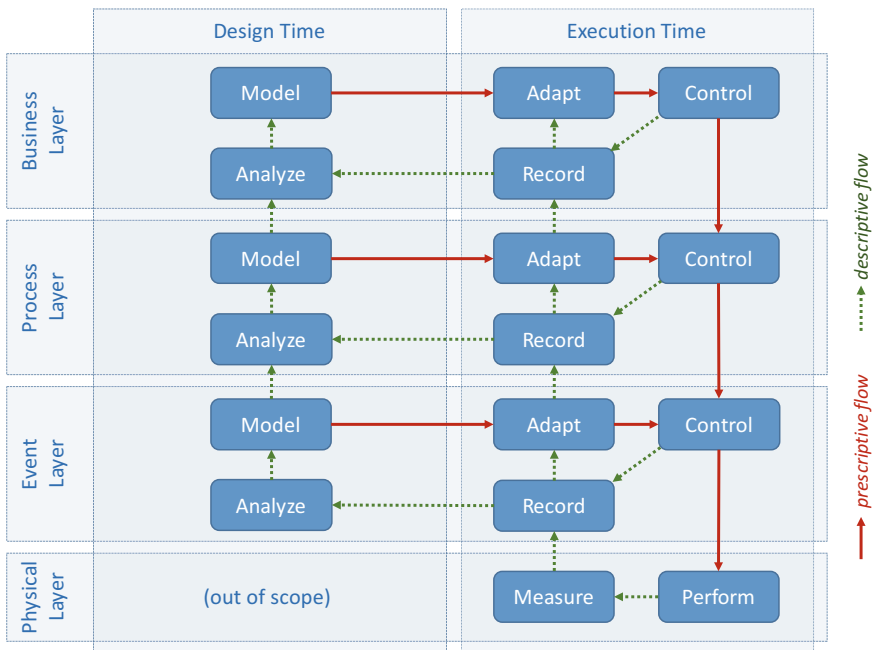 Design Time
Execution Time
Business
Layer
Model
Adapt
Control
Analyze
Record
Process
Layer
Model
Adapt
Control
Analyze
Record
Event
Layer
Model
Adapt
Control
Analyze
Record
Physical
Layer
(out of scope)
Measure
Perform
descriptive flow
prescriptive flow